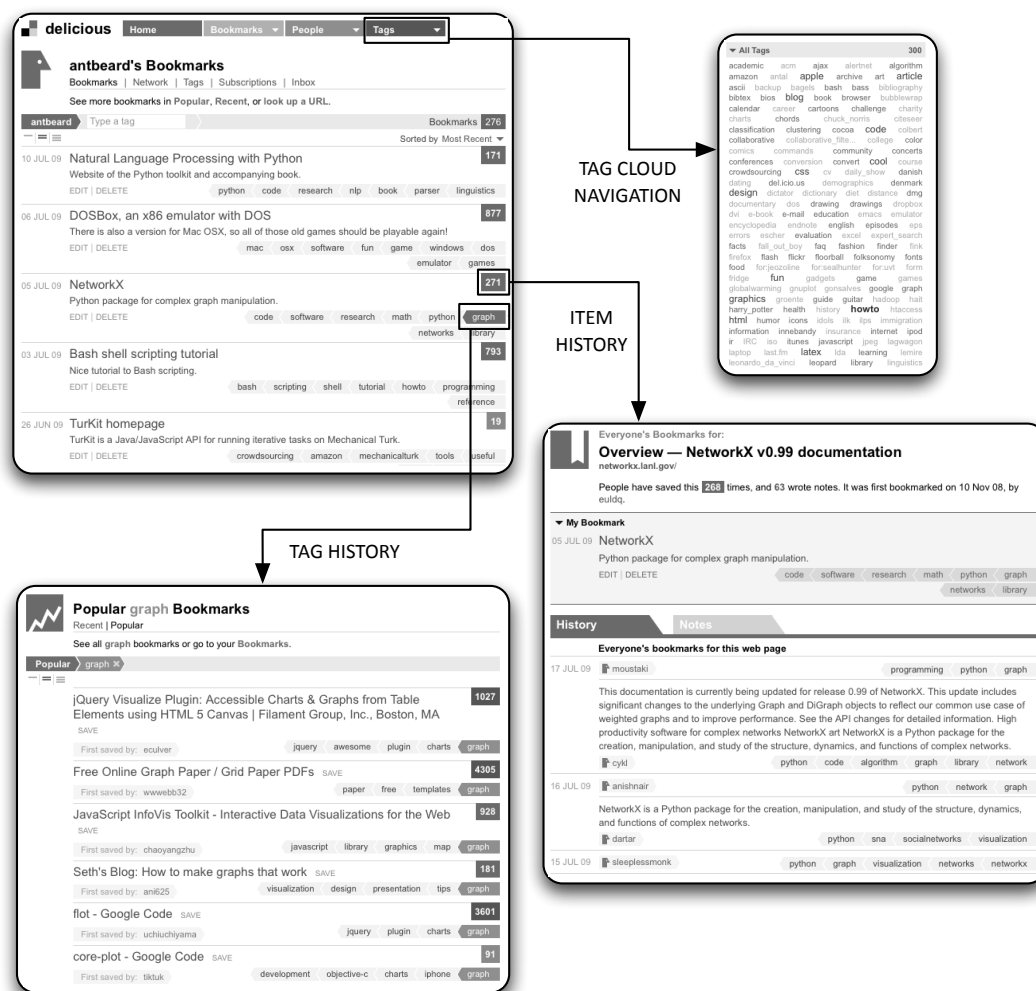 delicious Home Bookmarks People Tags
antbeard's Bookmarks
Bookmarks | Network | Tags | Subscriptions | Inbox
See more bookmarks in Popular, Recent, or look up a URL.
antbeard Type a tag Bookmarks 276
Sorted by Most Recent
10 JUL 09 Natural Language Processing with Python 171
Website of the Python toolkit and accompanying book.
EDIT | DELETE python code research nlp book parser linguistics
06 JUL 09 DOSBox, an x86 emulator with DOS 877
There is also a version for Mac OSX, so all of those old games should be playable again!
EDIT | DELETE mac osx software fun game windows dos
emulator games
05 JUL 09 NetworkX 271
Python package for complex graph manipulation.
EDIT | DELETE code software research math python graph
networks library
03 JUL 09 Bash shell scripting tutorial 793
Nice tutorial to Bash scripting.
EDIT | DELETE bash scripting shell tutorial howto programming
reference
26 JUN 09 TurKit homepage 19
TurKit is a Java/JavaScript API for running iterative tasks on Mechanical Turk.
EDIT | DELETE crowdsourcing amazon mechanicalturk tools useful
TAG CLOUD
NAVIGATION
All Tags 300
academic acm ajax alertnet algorithm
amazon antal apple archive art article
ascii backup bagels bash bass bibliography
bibtex bios blog book browser bubblewrap
calendar career cartoons challenge charity
charts chords chuck_norris citeseer
classification clustering cocoa code colbert
collaborative collaborative_filte... college color
comics commands community concerts
conferences conversion convert cool course
crowdsourcing css cv daily_show danish
dating del.icio.us demographics denmark
design dictator dictionary diet distance dmg
documentary dos drawing drawings dropbox
dvi e-book e-mail education emacs emulator
encyclopedia endnote english episodes eps
errors escher evaluation excel expert_search
facts fall_out_boy faq fashion finder fink
firefox flash flickr floorball folksonomy fonts
food for:jeozoline for:sealhunter for:uvt form
fridge fun gadgets game games
globalwarming gnuplot gonsalves google graph
graphics groente guide guitar hadoop hait
harry_potter health history howto htaccess
html humor icons idols ilk ilps immigration
information innebandy insurance internet ipod
ir IRC iso itunes javascript jpeg lagwagon
laptop last.fm latex lda learning lemire
leonardo_da_vinci leopard library linguistics
ITEM
HISTORY
Everyone's Bookmarks for:
Overview — NetworkX v0.99 documentation
networkx.lanl.gov/
People have saved this 268 times, and 63 wrote notes. It was first bookmarked on 10 Nov 08, by
euldq.
My Bookmark
05 JUL 09 NetworkX
Python package for complex graph manipulation.
EDIT | DELETE code software research math python graph
networks library
History Notes
Everyone's bookmarks for this web page
17 JUL 09 moustaki programming python graph
This documentation is currently being updated for release 0.99 of NetworkX. This update includes
significant changes to the underlying Graph and DiGraph objects to reflect our common use case of
weighted graphs and to improve performance. See the API changes for detailed information. High
productivity software for complex networks NetworkX art NetworkX is a Python package for the
creation, manipulation, and study of the structure, dynamics, and functions of complex networks.
cykl python code algorithm graph library network
16 JUL 09 anishnair python network graph
NetworkX is a Python package for the creation, manipulation, and study of the structure, dynamics,
and functions of complex networks.
dartar python sna socialnetworks visualization
15 JUL 09 sleeplessmonk python graph visualization networks networkx
TAG HISTORY
Popular graph Bookmarks
Recent | Popular
See all graph bookmarks or go to your Bookmarks.
Popular graph ×
jQuery Visualize Plugin: Accessible Charts & Graphs from Table 1027
Elements using HTML 5 Canvas | Filament Group, Inc., Boston, MA
SAVE
First saved by: eculver jquery awesome plugin charts graph
Free Online Graph Paper / Grid Paper PDFs SAVE 4305
First saved by: wwwebb32 paper free templates graph
JavaScript InfoVis Toolkit - Interactive Data Visualizations for the Web 928
SAVE
First saved by: chaoyangzhu javascript library graphics map graph
Seth's Blog: How to make graphs that work SAVE 181
First saved by: ani625 visualization design presentation tips graph
flot - Google Code SAVE 3601
First saved by: uchiuchiyama jquery plugin charts graph
core-plot - Google Code SAVE 91
First saved by: tiktuk development objective-c charts iphone graph